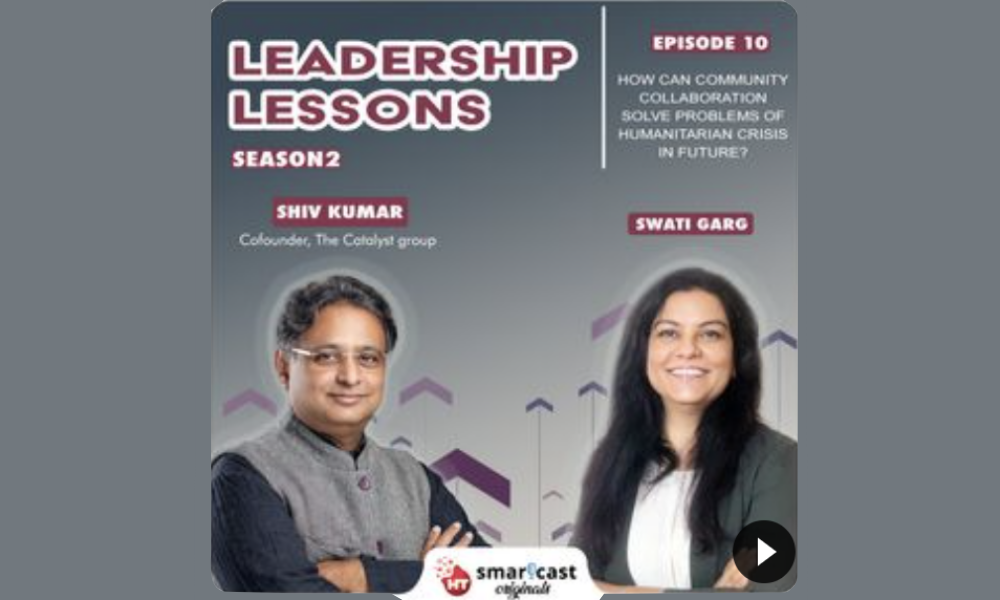 LEADERSHIP
LESSONS
SEASON2
EPISODE 10
HOW CAN COMMUNITY
COLLABORATION
SOLVE PROBLEMS OF
HUMANITARIAN CRISIS
IN FUTURE?
SHIV KUMAR
Cofounder, The Catalyst group
SWATI GARG
HT smartcast
originals